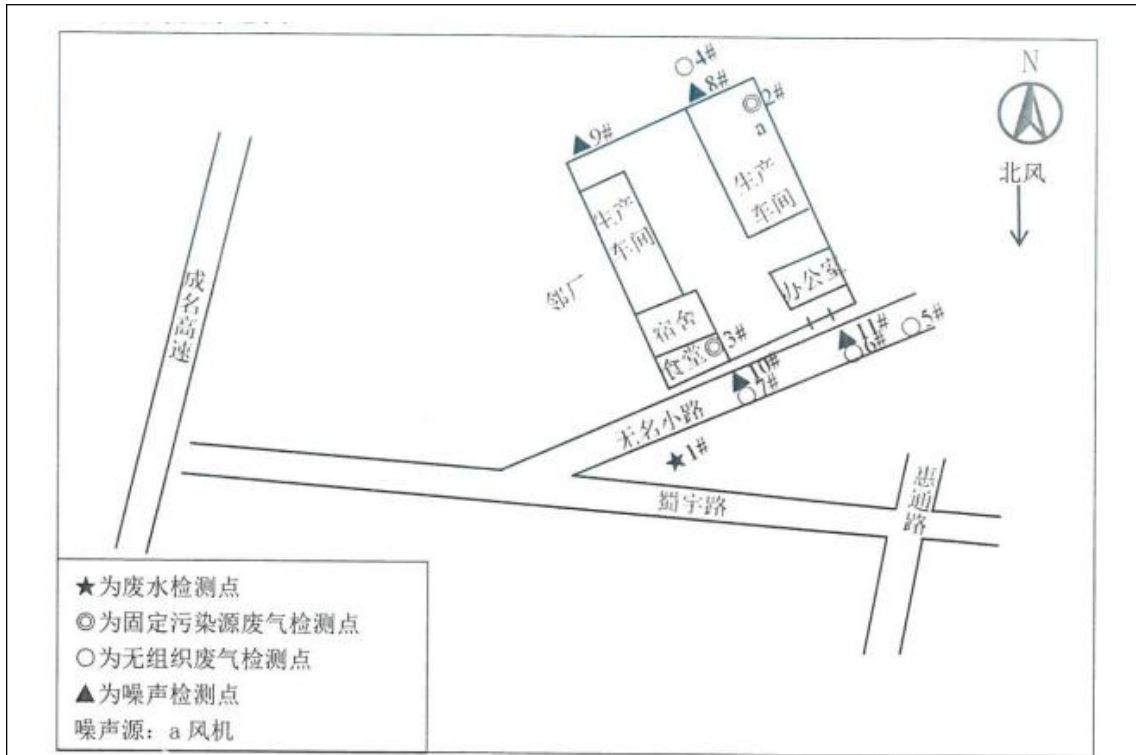 4#
8#
2#
N
a
9#
北风
生产
车间
生产
车间
成名高速
邻厂
办公室
宿舍
食堂
3#
11#
5#
6#
10#
7#
无名小路
1#
蜀宇路
惠通路
★为废水检测点
◎为固定污染源废气检测点
○为无组织废气检测点
▲为噪声检测点
噪声源：a 风机